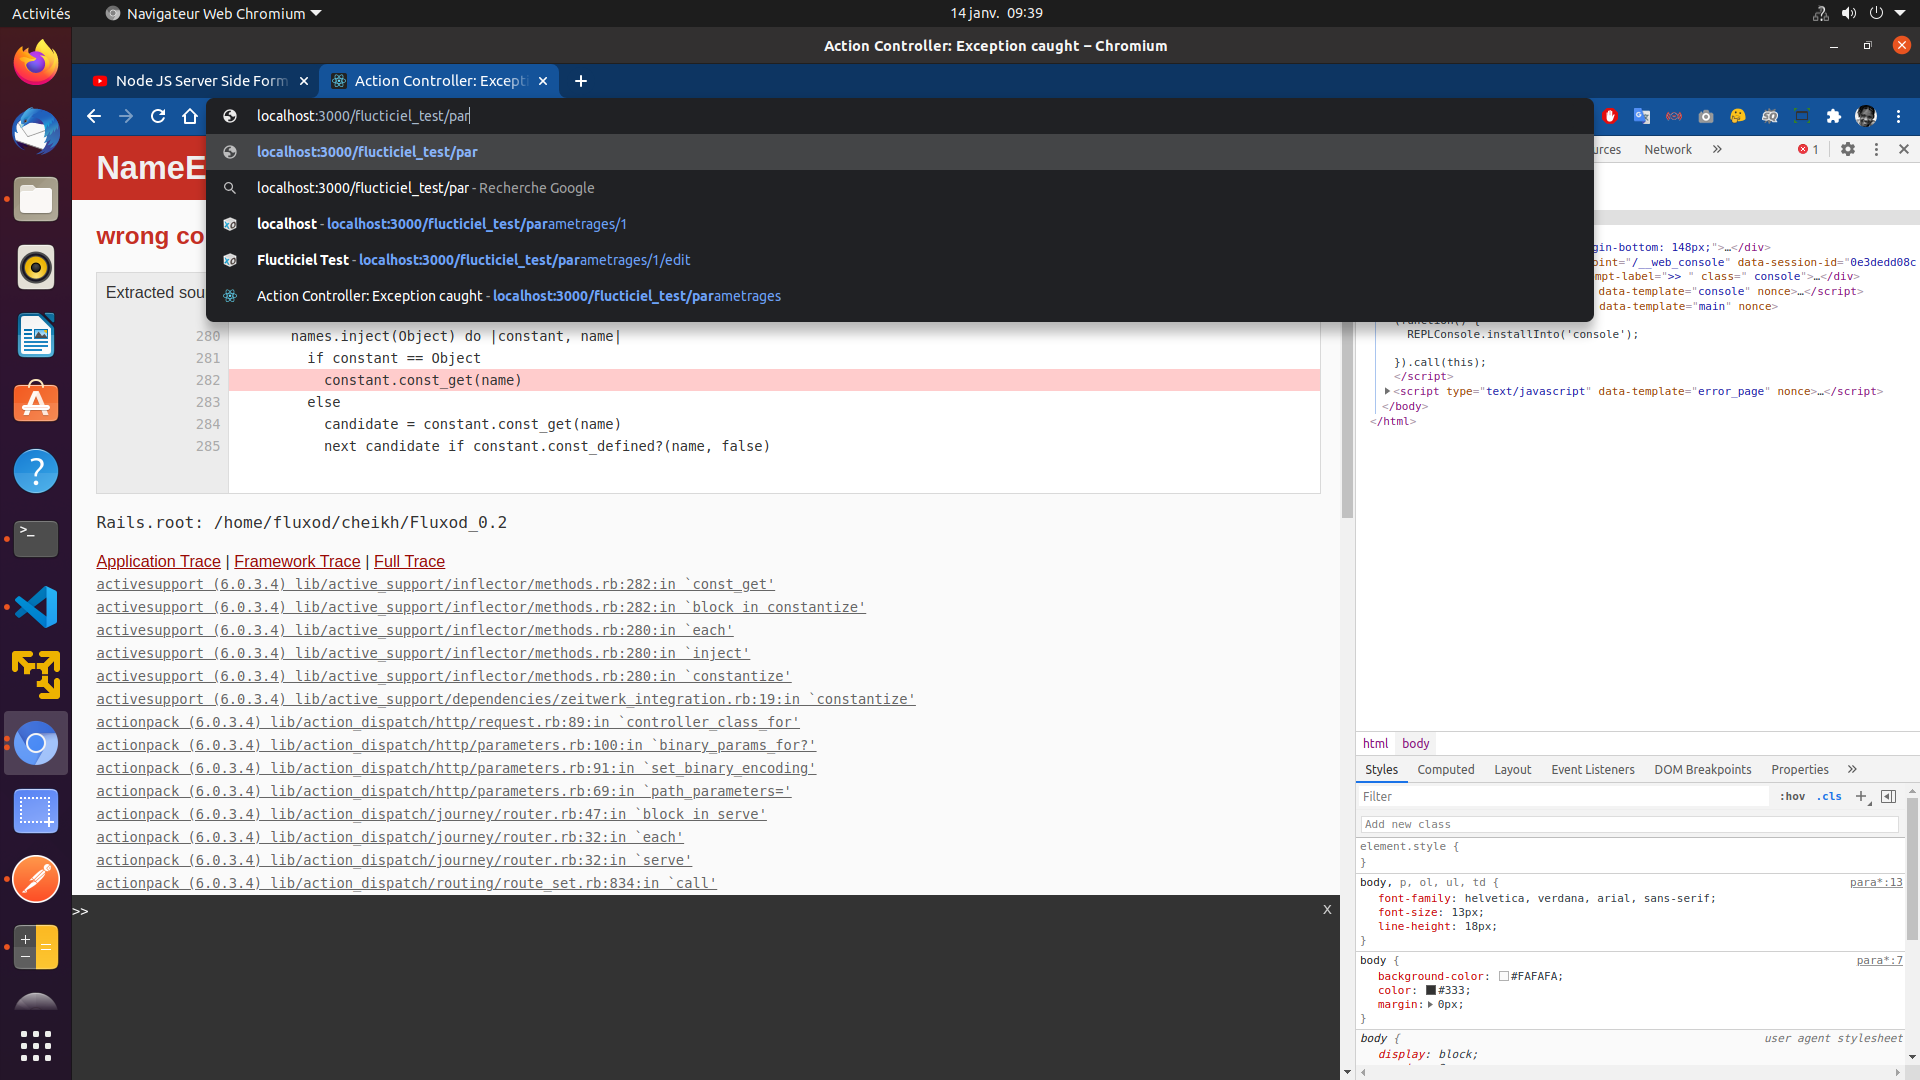 Activités
Navigateur Web Chromium
14 janv. 09:39
Action Controller: Exception caught – Chromium
Node JS Server Side Form
Action Controller: Excepti
localhost:3000/flucticiel_test/par
localhost:3000/flucticiel_test/par
localhost:3000/flucticiel_test/par - Recherche Google
localhost - localhost:3000/flucticiel_test/parametrages/1
Flucticiel Test - localhost:3000/flucticiel_test/parametrages/1/edit
Action Controller: Exception caught - localhost:3000/flucticiel_test/parametrages
NameE
wrong co
Extracted sou
280 names.inject(Object) do |constant, name|
281 if constant == Object
282 constant.const_get(name)
283 else
284 candidate = constant.const_get(name)
285 next candidate if constant.const_defined?(name, false)
Rails.root: /home/fluxod/cheikh/Fluxod_0.2
Application Trace | Framework Trace | Full Trace
activesupport (6.0.3.4) lib/active_support/inflector/methods.rb:282:in `const_get'
activesupport (6.0.3.4) lib/active_support/inflector/methods.rb:282:in `block in constantize'
activesupport (6.0.3.4) lib/active_support/inflector/methods.rb:280:in `each'
activesupport (6.0.3.4) lib/active_support/inflector/methods.rb:280:in `inject'
activesupport (6.0.3.4) lib/active_support/inflector/methods.rb:280:in `constantize'
activesupport (6.0.3.4) lib/active_support/dependencies/zeitwerk_integration.rb:19:in `constantize'
actionpack (6.0.3.4) lib/action_dispatch/http/request.rb:89:in `controller_class_for'
actionpack (6.0.3.4) lib/action_dispatch/http/parameters.rb:100:in `binary_params_for?'
actionpack (6.0.3.4) lib/action_dispatch/http/parameters.rb:91:in `set_binary_encoding'
actionpack (6.0.3.4) lib/action_dispatch/http/parameters.rb:69:in `path_parameters='
actionpack (6.0.3.4) lib/action_dispatch/journey/router.rb:47:in `block in serve'
actionpack (6.0.3.4) lib/action_dispatch/journey/router.rb:32:in `each'
actionpack (6.0.3.4) lib/action_dispatch/journey/router.rb:32:in `serve'
actionpack (6.0.3.4) lib/action_dispatch/routing/route_set.rb:834:in `call'
>>
x
urces
Network
1
gin-bottom: 148px;">…</div>
point="/__web_console" data-session-id="0e3dedd08c
mpt-label=">> " class=" console">…</div>
data-template="console" nonce>…</script>
data-template="main" nonce>
(function() {
REPLConsole.installInto('console');
}).call(this);
</script>
<script type="text/javascript" data-template="error_page" nonce>…</script>
</body>
</html>
html body
Styles Computed Layout Event Listeners DOM Breakpoints Properties
Filter
:hov .cls
Add new class
element.style {
}
body, p, ol, ul, td {
para*:13
font-family: helvetica, verdana, arial, sans-serif;
font-size: 13px;
line-height: 18px;
}
body {
para*:7
background-color: #FAFAFA;
color: #333;
margin: 0px;
}
body {
user agent stylesheet
display: block;